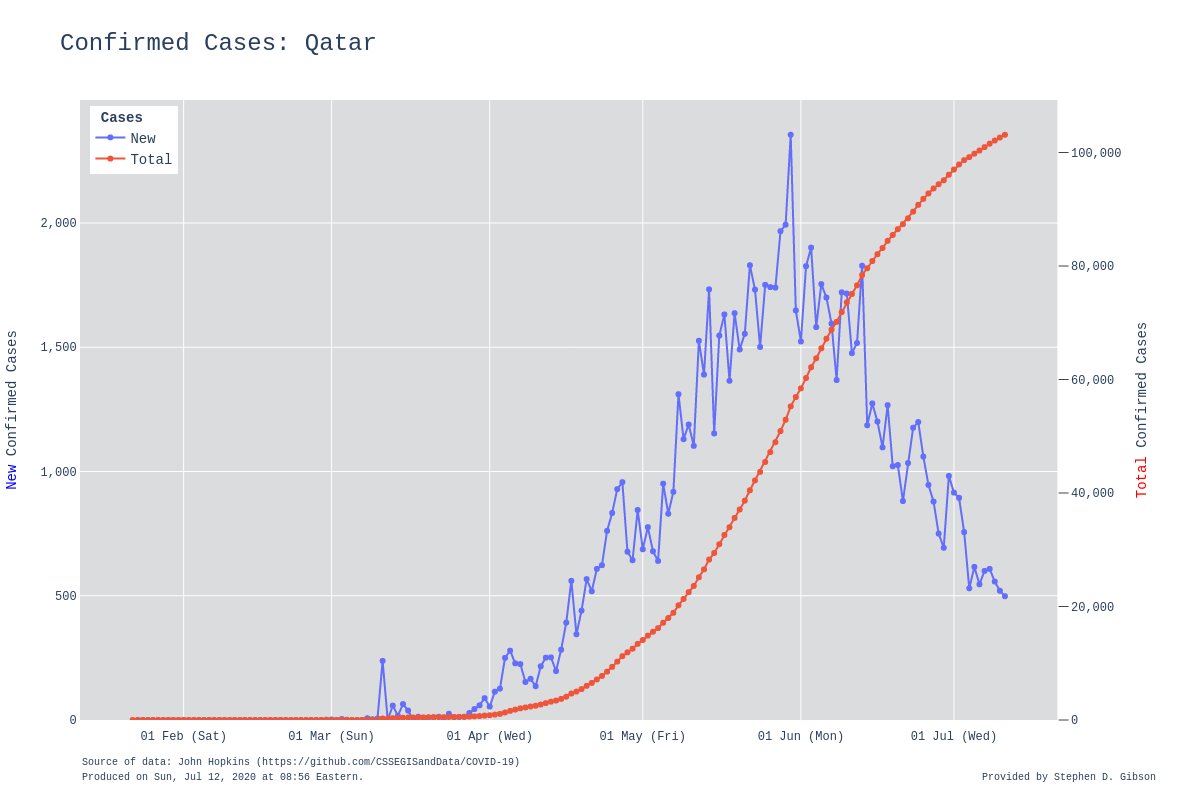 Confirmed Cases: Qatar
Cases
New
Total
2,000
1,500
1,000
500
0
100,000
80,000
60,000
40,000
20,000
0
New Confirmed Cases
Total Confirmed Cases
01 Feb (Sat)
01 Mar (Sun)
01 Apr (Wed)
01 May (Fri)
01 Jun (Mon)
01 Jul (Wed)
Source of data: John Hopkins (https://github.com/CSSEGISandData/COVID-19)
Produced on Sun, Jul 12, 2020 at 08:56 Eastern.
Provided by Stephen D. Gibson